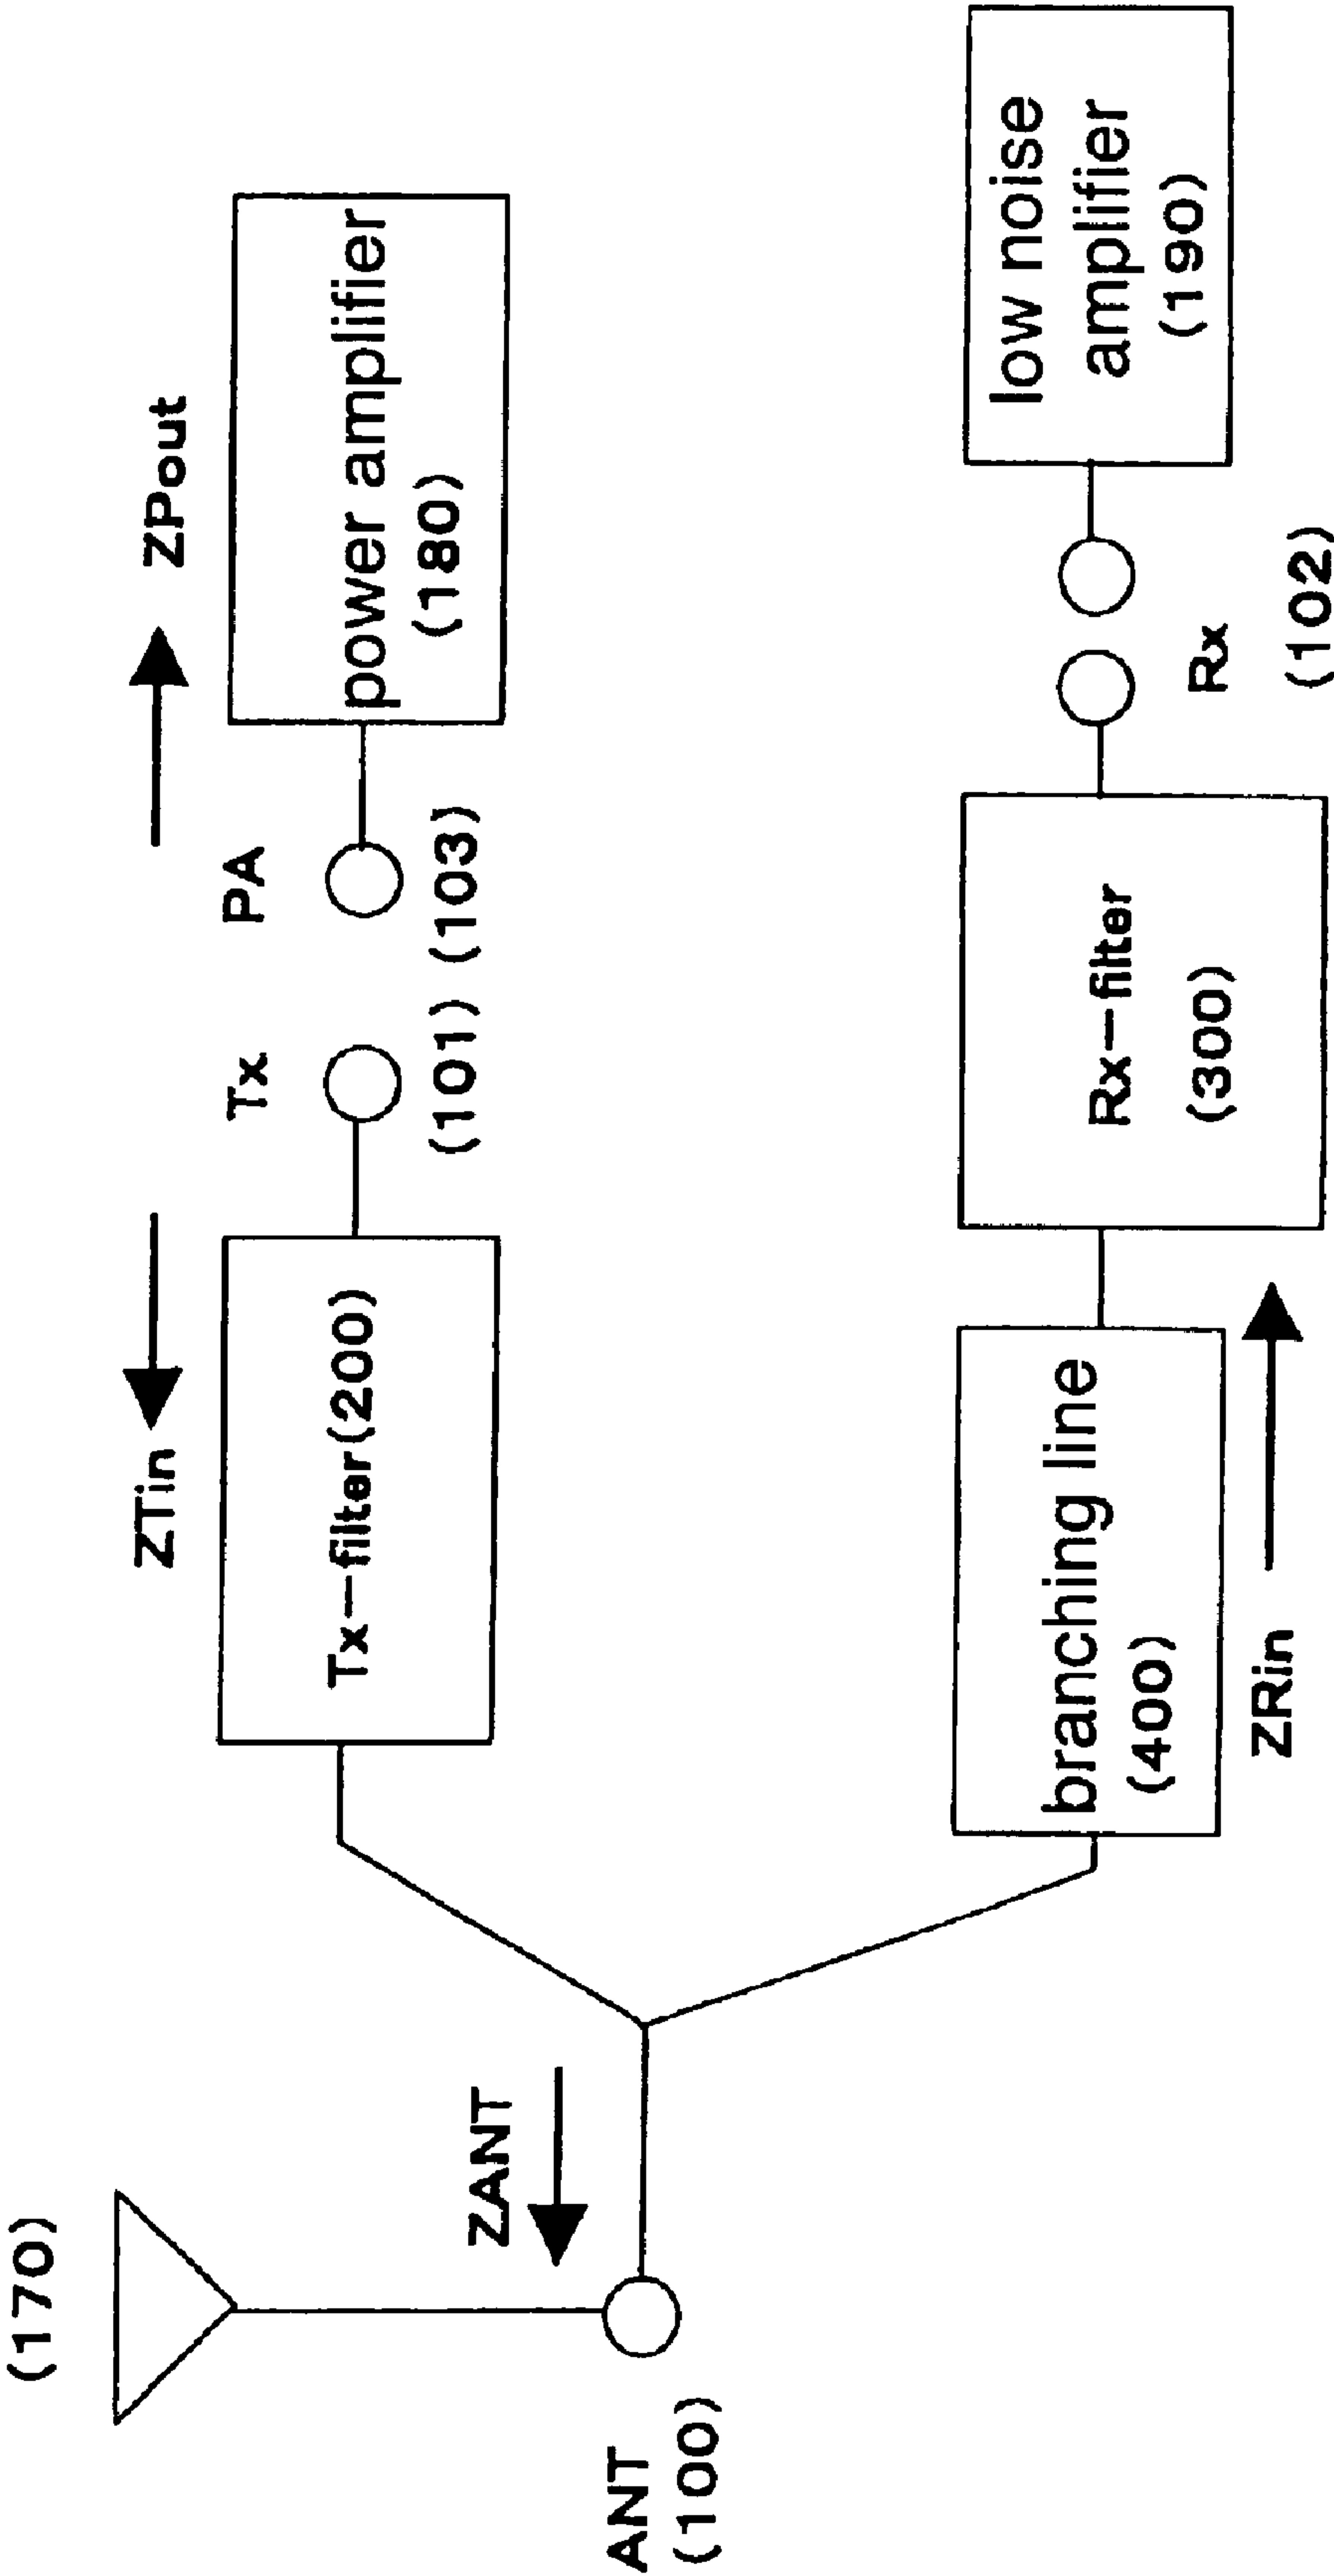 (170)
ANT
(100)
ZANT
ZTin
Tx-filter(200)
Tx
(101)
PA
(103)
ZPout
power amplifier
(180)
branching line
(400)
ZRin
Rx-filter
(300)
Rx
(102)
low noise
amplifier
(190)